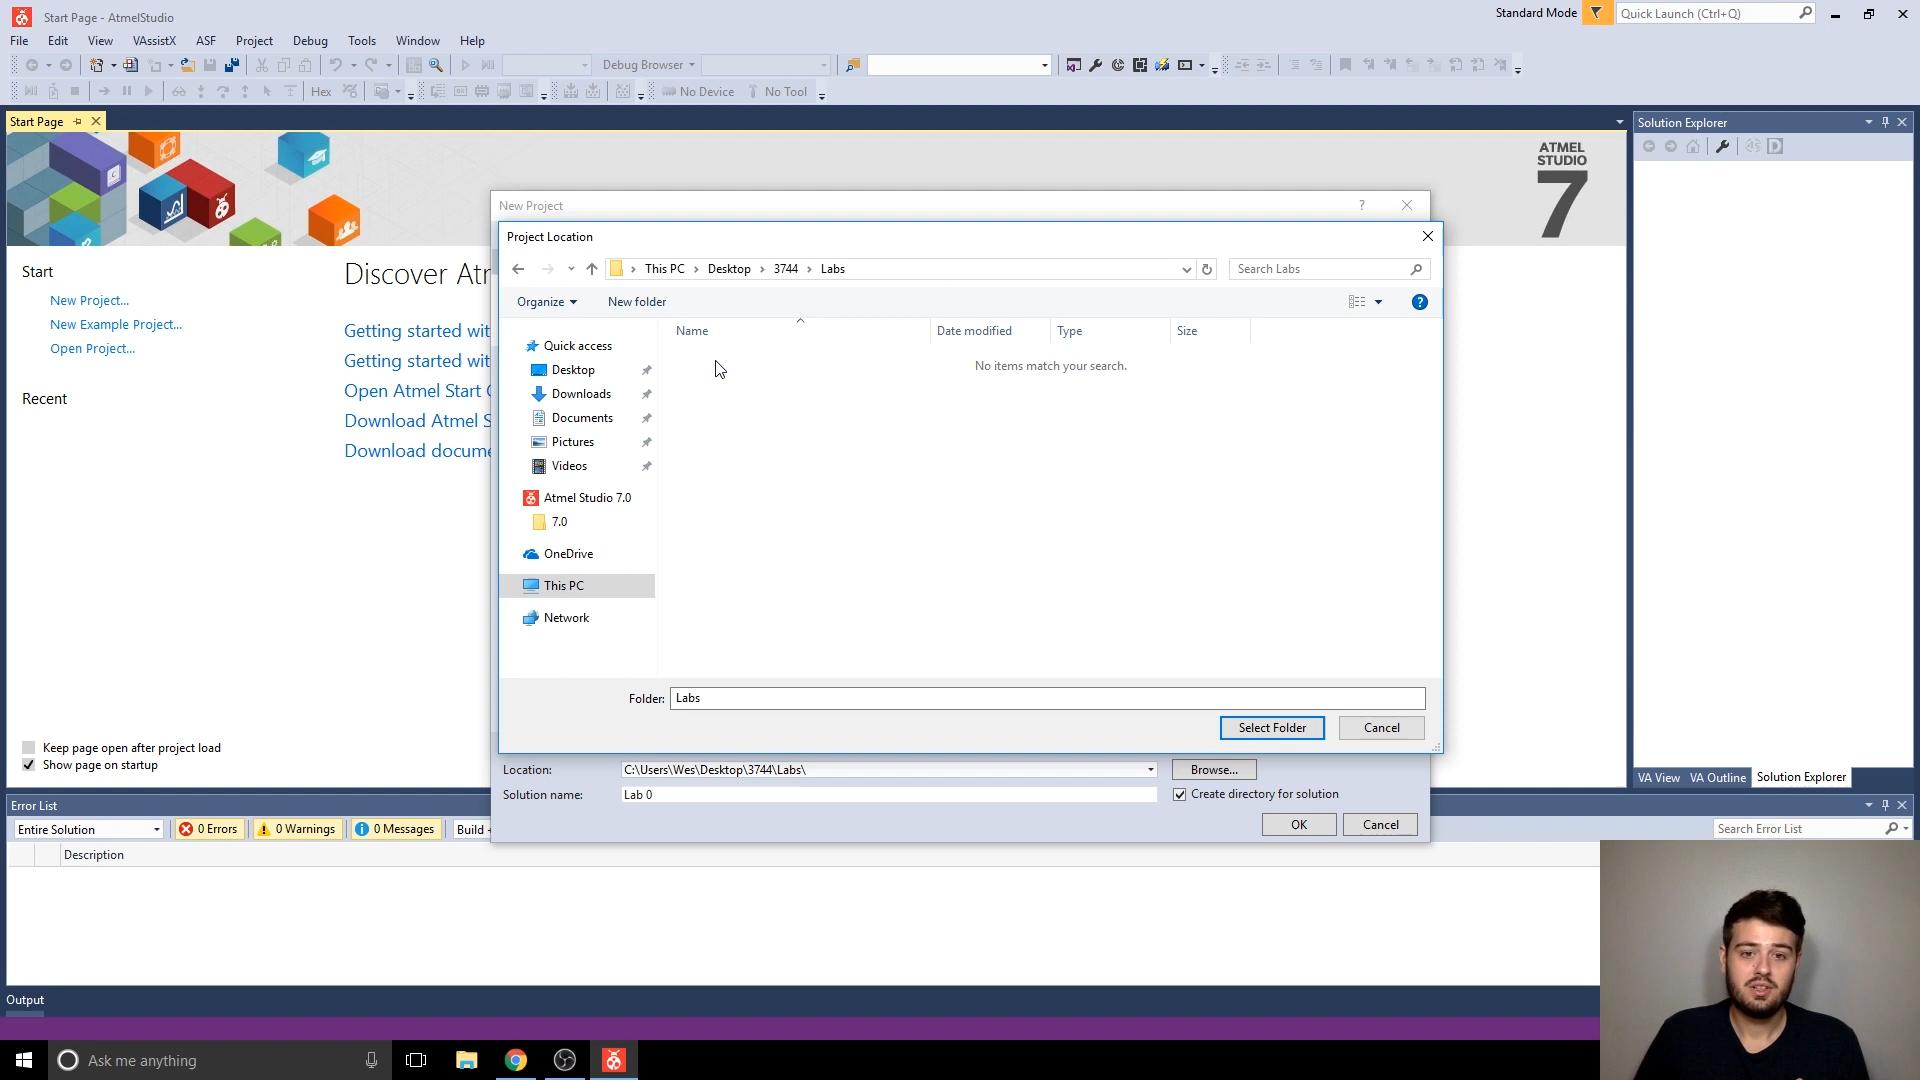 Start Page - AtmelStudio
Standard Mode
Quick Launch (Ctrl+Q)
File Edit View VAssistX ASF Project Debug Tools Window Help
Debug Browser
Hex
No Device
No Tool
Start Page
Solution Explorer
ATMEL
STUDIO
7
Start
New Project...
New Example Project...
Open Project...
Recent
Discover Atr
Getting started wit
Getting started with
Open Atmel Start
Download Atmel S
Download docume
Keep page open after project load
Show page on startup
New Project
Project Location
This PC > Desktop > 3744 > Labs
Search Labs
Organize
New folder
Name
Date modified
Type
Size
No items match your search.
Quick access
Desktop
Downloads
Documents
Pictures
Videos
Atmel Studio 7.0
7.0
OneDrive
This PC
Network
Folder: Labs
Select Folder
Cancel
Location: C:\Users\Wes\Desktop\3744\Labs\
Browse...
Solution name: Lab 0
Create directory for solution
OK
Cancel
VA View VA Outline Solution Explorer
Error List
Entire Solution
0 Errors
0 Warnings
0 Messages
Build
Search Error List
Description
Output
Ask me anything